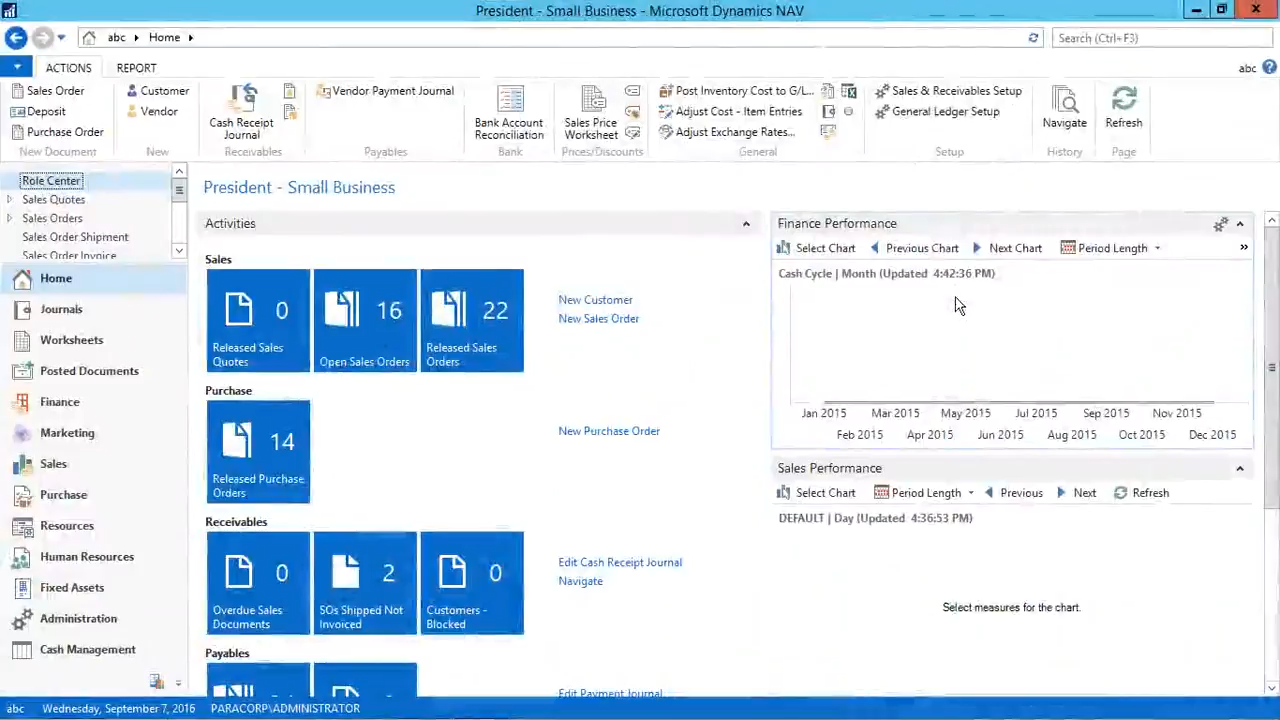 President - Small Business - Microsoft Dynamics NAV
abc Home Search (Ctrl+F3)
ACTIONS REPORT abc
Sales Order Customer Vendor Payment Journal Post Inventory Cost to G/L... Sales & Receivables Setup
Deposit Vendor Adjust Cost - Item Entries General Ledger Setup
Purchase Order Cash Receipt Journal Bank Account Reconciliation Sales Price Worksheet Adjust Exchange Rates... Navigate Refresh
New Document New Receivables Payables Bank Prices/Discounts General Setup History Page
Role Center
Sales Quotes
Sales Orders
Sales Order Shipment
Sales Order Invoice
Home
Journals
Worksheets
Posted Documents
Finance
Marketing
Sales
Purchase
Resources
Human Resources
Fixed Assets
Administration
Cash Management
President - Small Business
Activities
Sales
0 16 22
Released Sales Quotes Open Sales Orders Released Sales Orders
New Customer
New Sales Order
Purchase
14
Released Purchase Orders
New Purchase Order
Receivables
0 2 0
Overdue Sales Documents SOs Shipped Not Invoiced Customers - Blocked
Edit Cash Receipt Journal
Navigate
Payables
Edit Payment Journal
Finance Performance
Select Chart Previous Chart Next Chart Period Length »
Cash Cycle | Month (Updated 4:42:36 PM)
Jan 2015 Mar 2015 May 2015 Jul 2015 Sep 2015 Nov 2015
Feb 2015 Apr 2015 Jun 2015 Aug 2015 Oct 2015 Dec 2015
Sales Performance
Select Chart Period Length Previous Next Refresh
DEFAULT | Day (Updated 4:36:53 PM)
Select measures for the chart.
abc Wednesday, September 7, 2016 PARACORP\ADMINISTRATOR